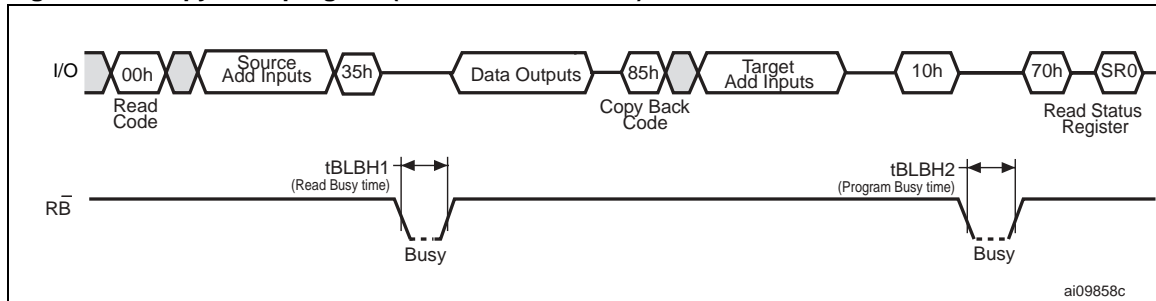 I/O 00h Source Add Inputs 35h Data Outputs 85h Target Add Inputs 10h 70h SR0
Read Code
Copy Back Code
Read Status Register
tBLBH1
(Read Busy time)
tBLBH2
(Program Busy time)
RB
Busy
Busy
ai09858c